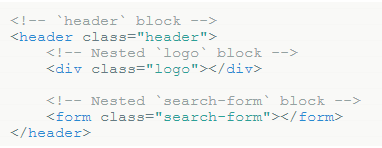 <!-- `header` block -->
<header class="header">
    <!-- Nested `logo` block -->
    <div class="logo"></div>

    <!-- Nested `search-form` block -->
    <form class="search-form"></form>
</header>